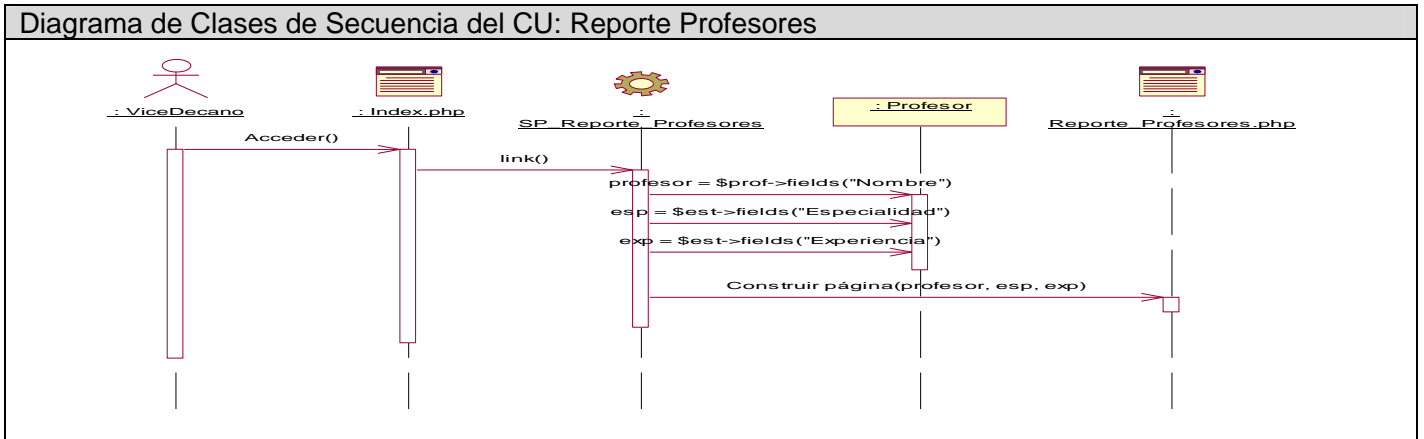 Diagrama de Clases de Secuencia del CU: Reporte Profesores
: ViceDecano
: Index.php
:
SP_Reporte_Profesores
: Profesor
:
Reporte_Profesores.php
Acceder()
link()
profesor = $prof->fields("Nombre")
esp = $est->fields("Especialidad")
exp = $est->fields("Experiencia")
Construir página(profesor, esp, exp)